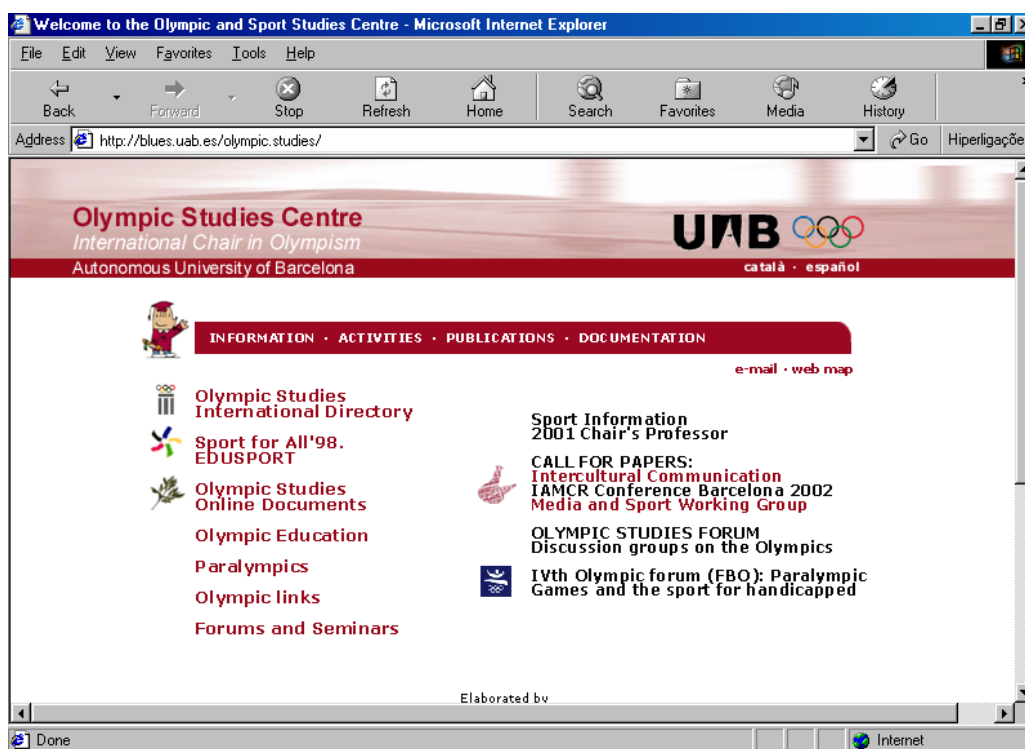 Welcome to the Olympic and Sport Studies Centre - Microsoft Internet Explorer
File Edit View Favorites Tools Help
Back Forward Stop Refresh Home Search Favorites Media History
Address http://blues.uab.es/olympic.studies/ Go Hiperligaçõe
Olympic Studies Centre
International Chair in Olympism
UAB
Autonomous University of Barcelona
català · español
INFORMATION · ACTIVITIES · PUBLICATIONS · DOCUMENTATION
e-mail · web map
Olympic Studies
International Directory
Sport for All'98.
EDUSPORT
Olympic Studies
Online Documents
Olympic Education
Paralympics
Olympic links
Forums and Seminars
Sport Information
2001 Chair's Professor
CALL FOR PAPERS:
Intercultural Communication
IAMCR Conference Barcelona 2002
Media and Sport Working Group
OLYMPIC STUDIES FORUM
Discussion groups on the Olympics
IVth Olympic forum (FBO): Paralympic
Games and the sport for handicapped
Elaborated by
Done Internet